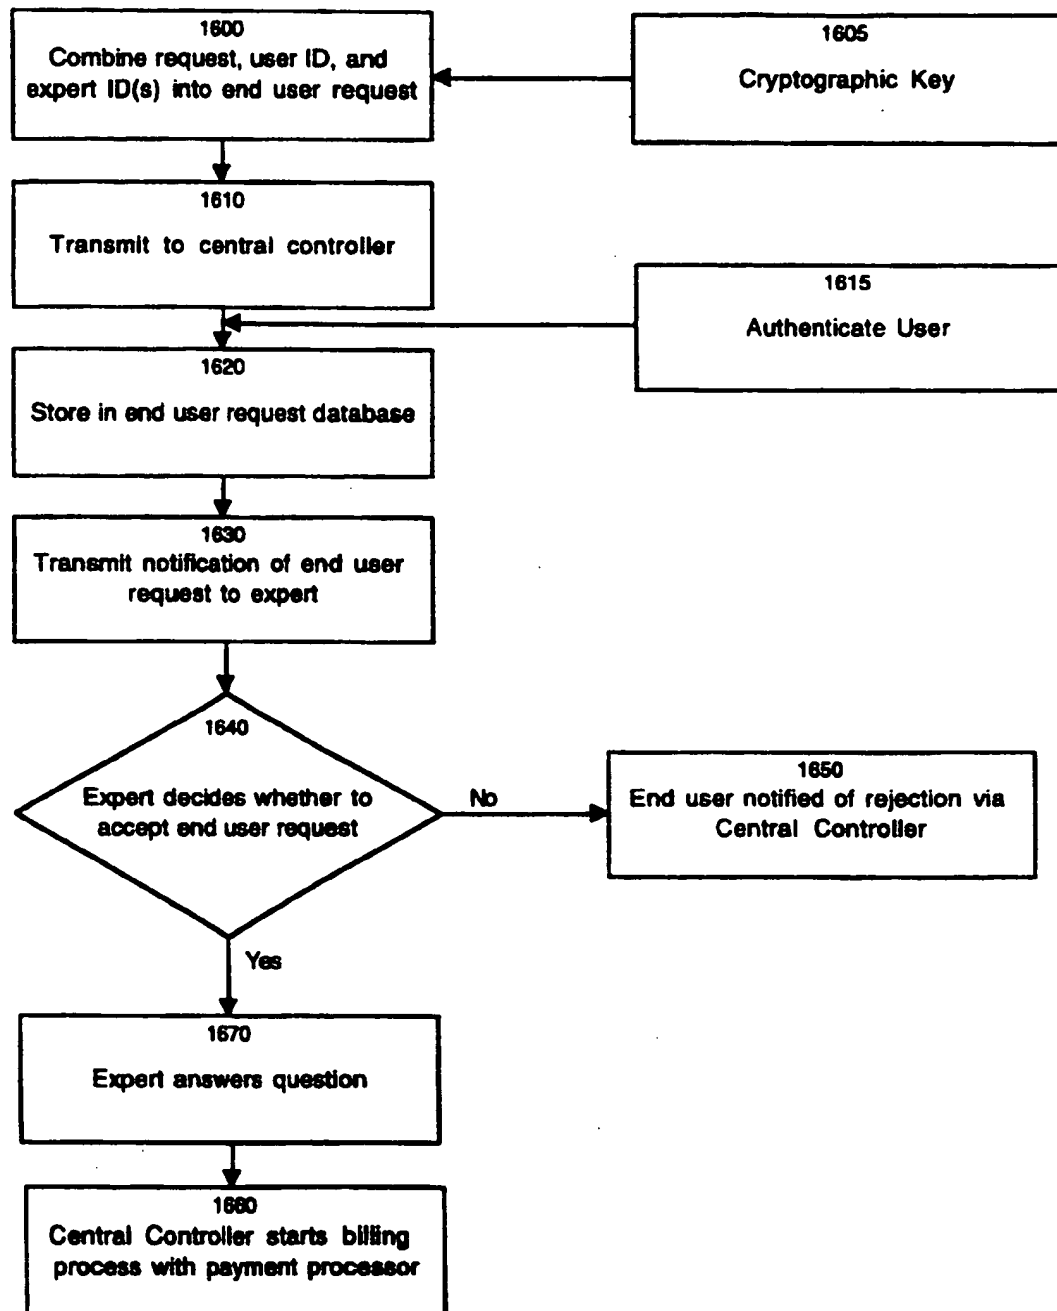 1600
Combine request, user ID, and
expert ID(s) into end user request
1605
Cryptographic Key
1610
Transmit to central controller
1615
Authenticate User
1620
Store in end user request database
1630
Transmit notification of end user
request to expert
1640
Expert decides whether to
accept end user request
No
1650
End user notified of rejection via
Central Controller
Yes
1670
Expert answers question
1680
Central Controller starts billing
process with payment processor